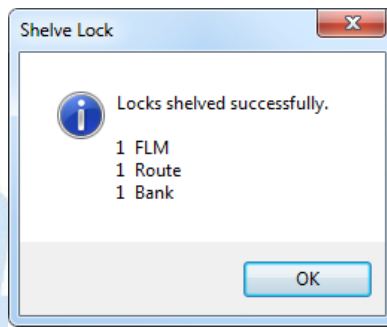 Shelve Lock
Locks shelved successfully.
1 FLM
1 Route
1 Bank
OK